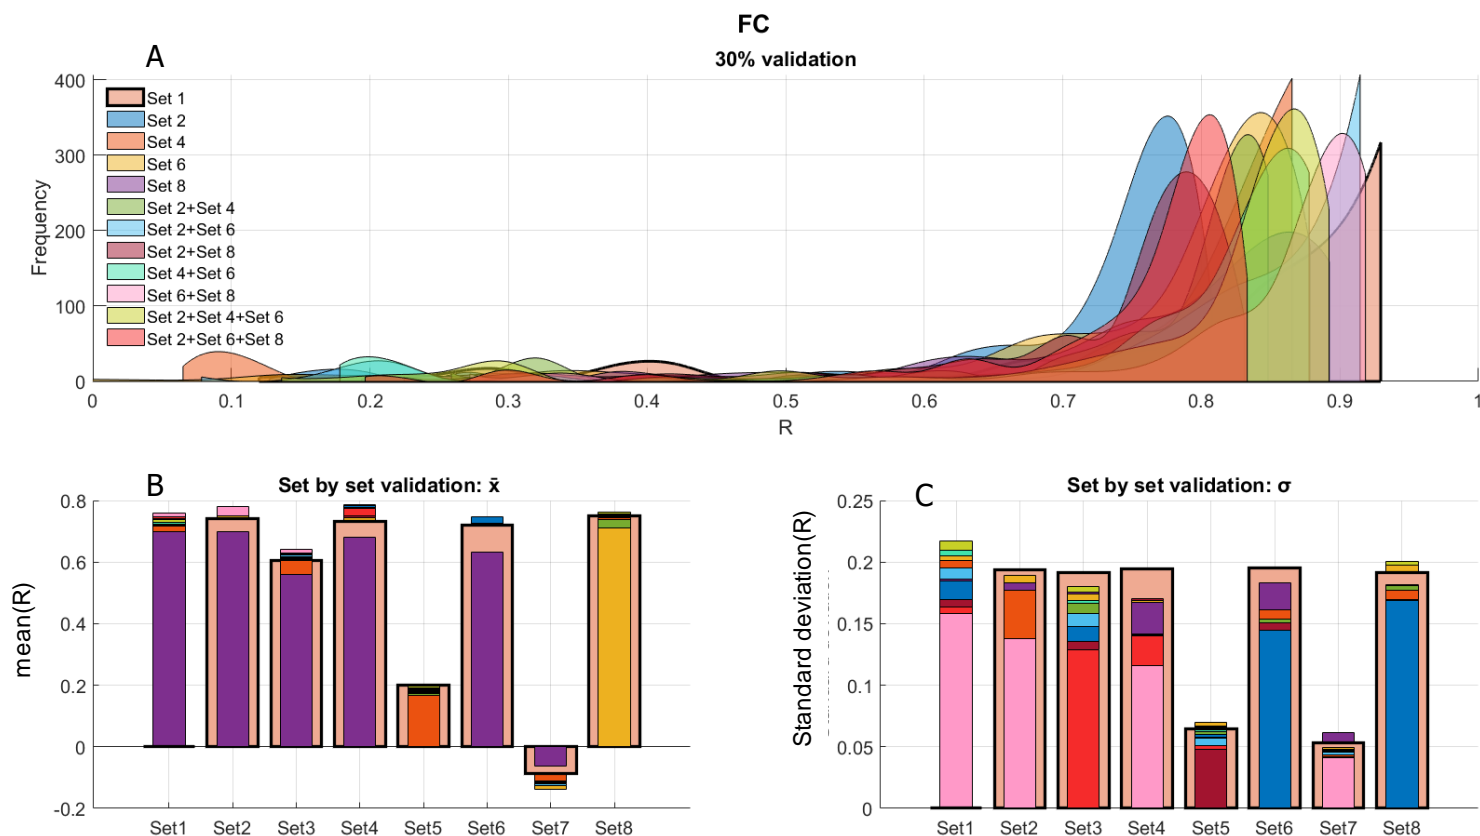 FC
A
30% validation
400
300
200
100
0
Frequency
Set 1
Set 2
Set 4
Set 6
Set 8
Set 2+Set 4
Set 2+Set 6
Set 2+Set 8
Set 4+Set 6
Set 6+Set 8
Set 2+Set 4+Set 6
Set 2+Set 6+Set 8
0 0.1 0.2 0.3 0.4 0.5 0.6 0.7 0.8 0.9 1
R
B
Set by set validation: x̄
0.8
0.6
0.4
0.2
0
-0.2
mean(R)
Set1 Set2 Set3 Set4 Set5 Set6 Set7 Set8
C
Set by set validation: σ
0.25
0.2
0.15
0.1
0.05
0
Standard deviation(R)
Set1 Set2 Set3 Set4 Set5 Set6 Set7 Set8